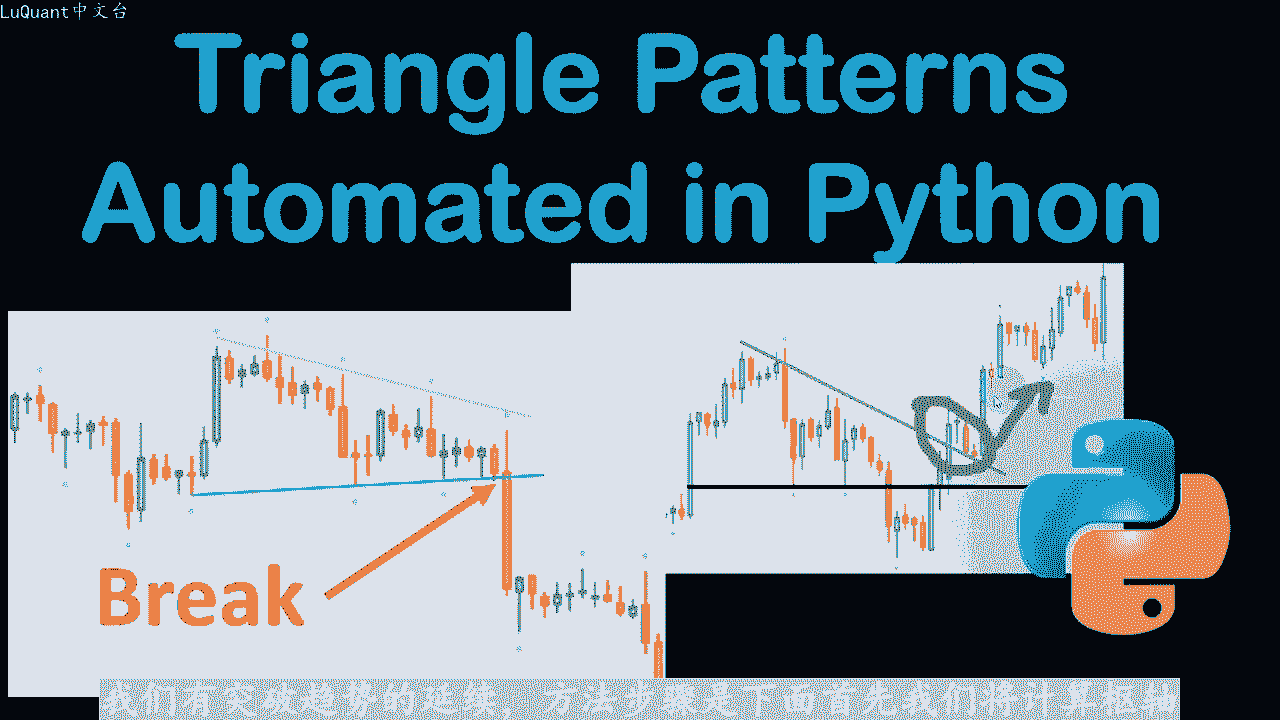 LuQuant中文台
Triangle Patterns
Automated in Python
Break
我们有突破趋势的延续、方法步骤是下面首先我们将计算枢轴